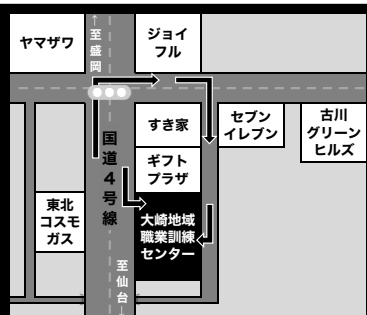 ヤマザワ
←至盛岡
ジョイ
フル
国道4号線
すき家
セブン
イレブン
古川
グリーン
ヒルズ
ギフト
プラザ
東北
コスモ
ガス
大崎地域
職業訓練
センター
至仙台→